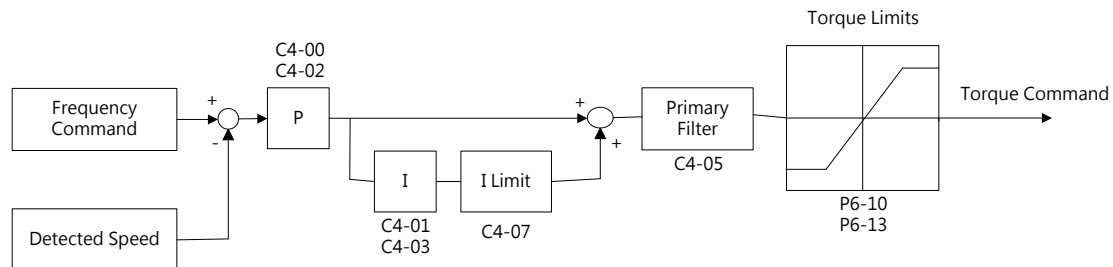 Torque Limits
C4-00
C4-02
Frequency
Command
+
-
P
+
+
Primary
Filter
C4-05
Torque Command
I
C4-01
C4-03
I Limit
C4-07
P6-10
P6-13
Detected Speed